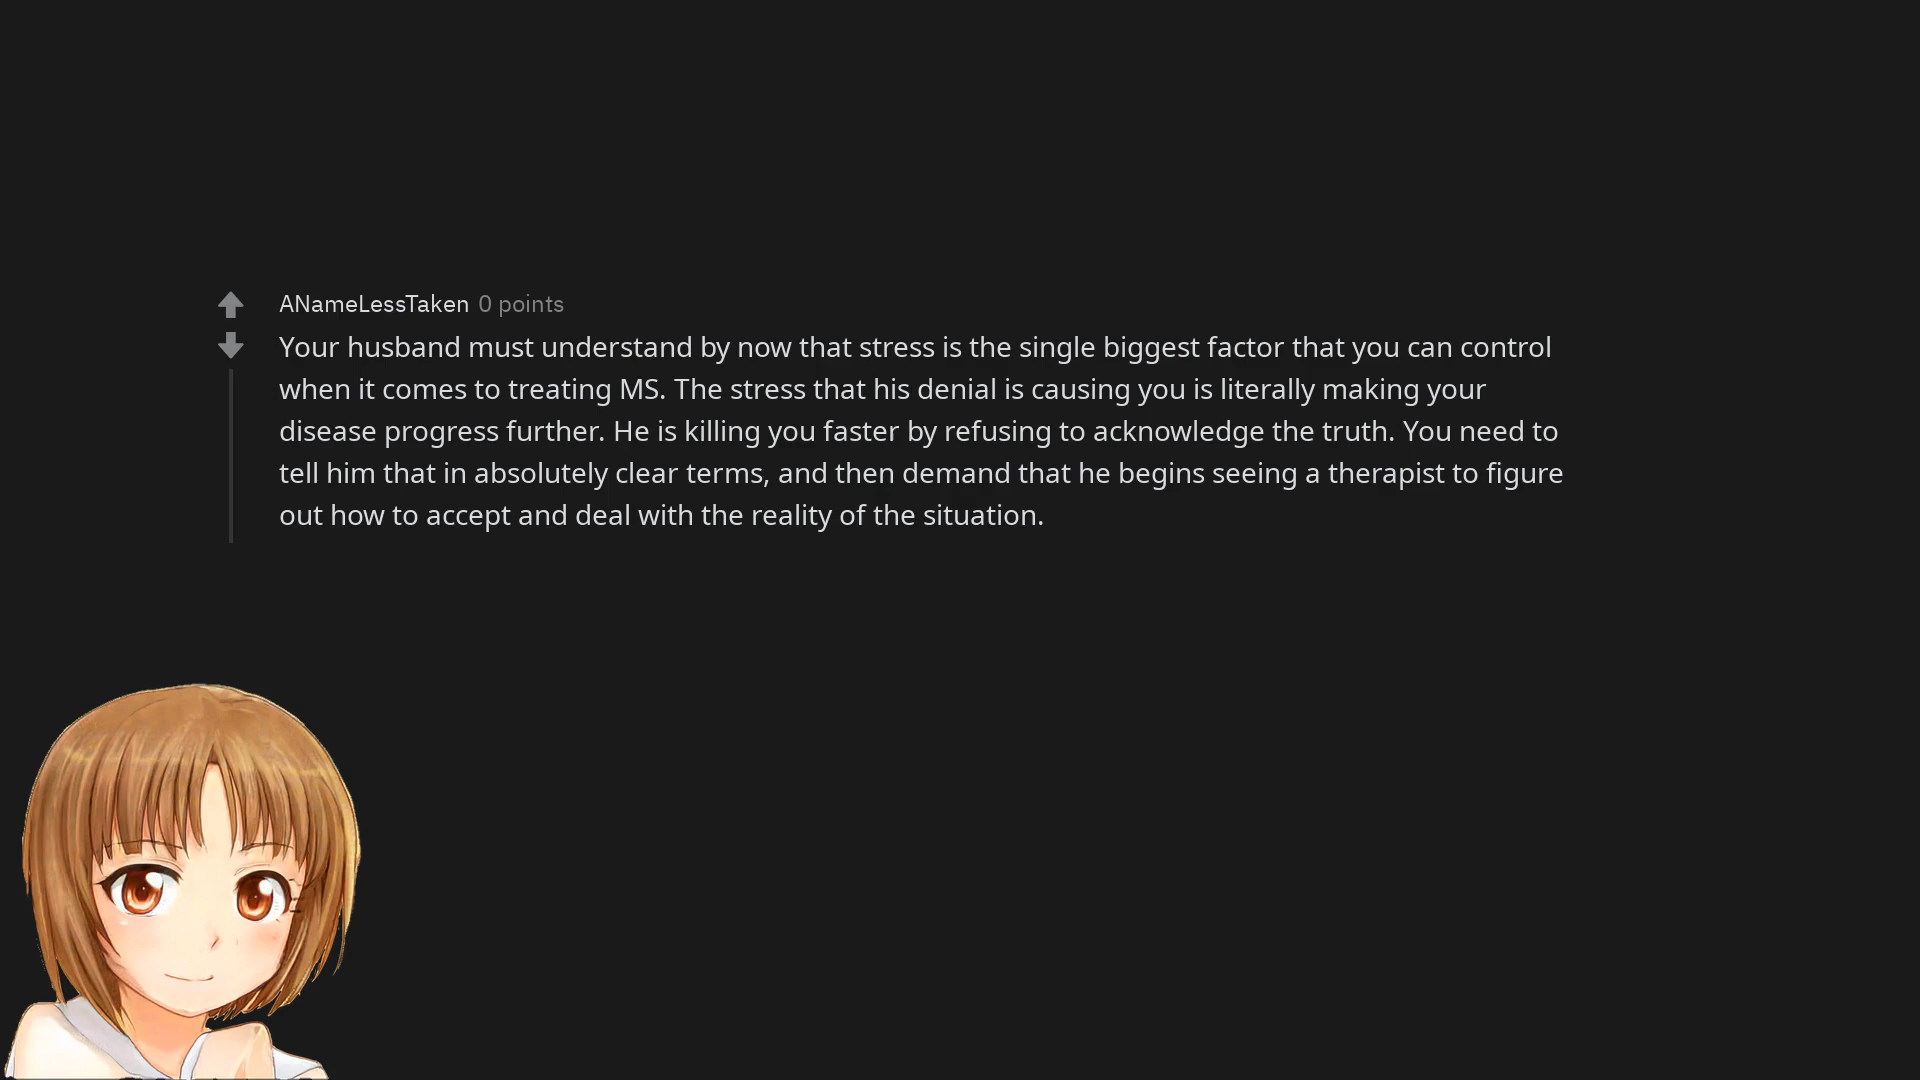 ANameLessTaken 0 points
Your husband must understand by now that stress is the single biggest factor that you can control
when it comes to treating MS. The stress that his denial is causing you is literally making your
disease progress further. He is killing you faster by refusing to acknowledge the truth. You need to
tell him that in absolutely clear terms, and then demand that he begins seeing a therapist to figure
out how to accept and deal with the reality of the situation.